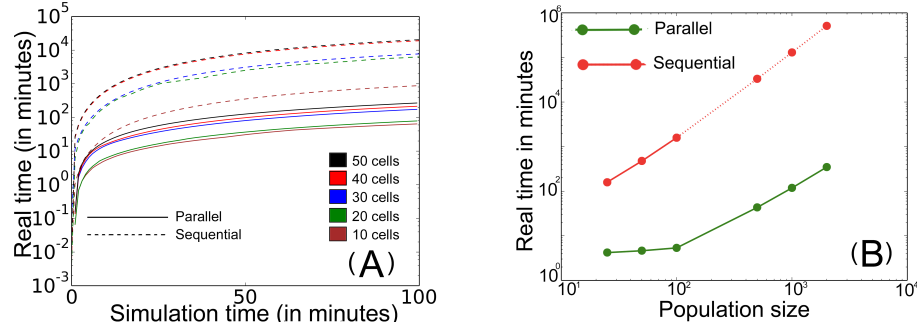 Real time (in minutes)
10^5
10^4
10^3
10^2
10^1
10^0
10^-1
10^-2
10^-3
50 cells
40 cells
30 cells
20 cells
10 cells
Parallel
Sequential
(A)
0
50
100
Simulation time (in minutes)
Real time in minutes
10^6
10^4
10^2
10^0
Parallel
Sequential
(B)
10^1
10^2
10^3
10^4
Population size